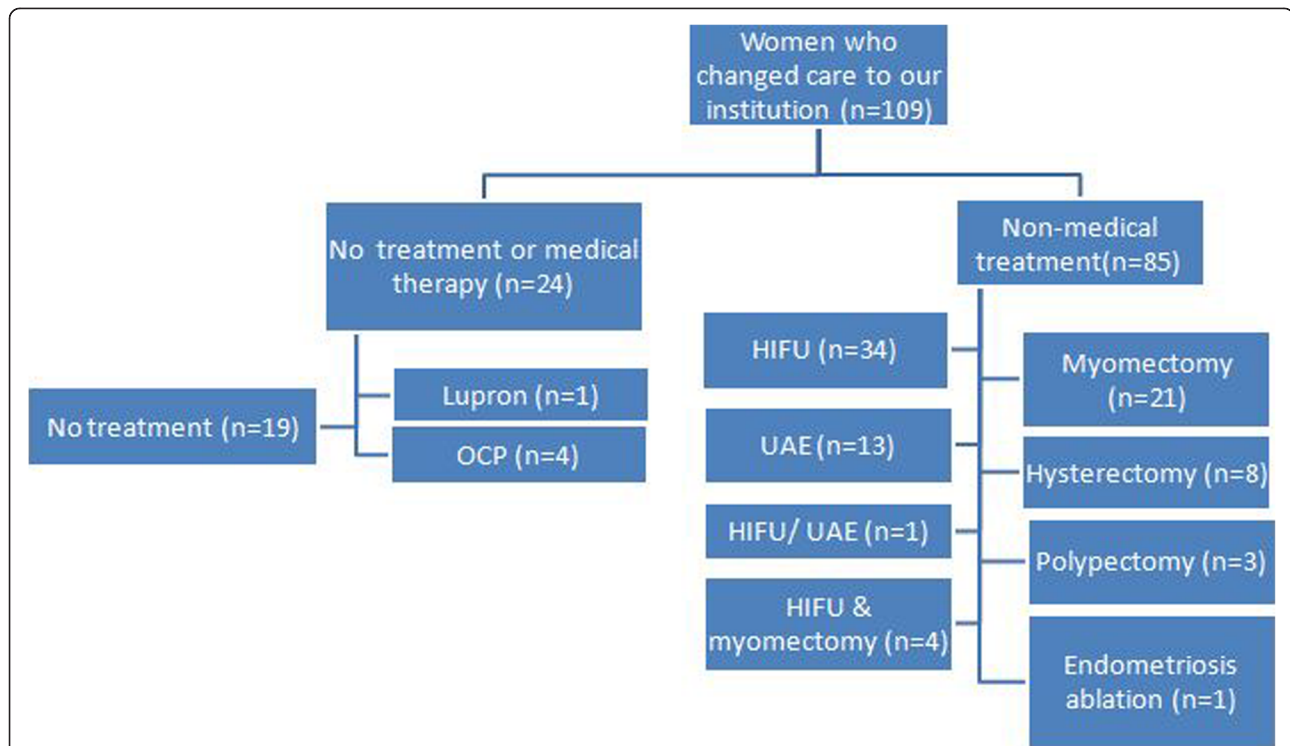 Women who
changed care to our
institution (n=109)
No treatment or medical
therapy (n=24)
No treatment (n=19)
Lupron (n=1)
OCP (n=4)
Non-medical
treatment(n=85)
HIFU (n=34)
UAE (n=13)
HIFU/ UAE (n=1)
HIFU &
myomectomy (n=4)
Myomectomy
(n=21)
Hysterectomy (n=8)
Polypectomy (n=3)
Endometriosis
ablation (n=1)